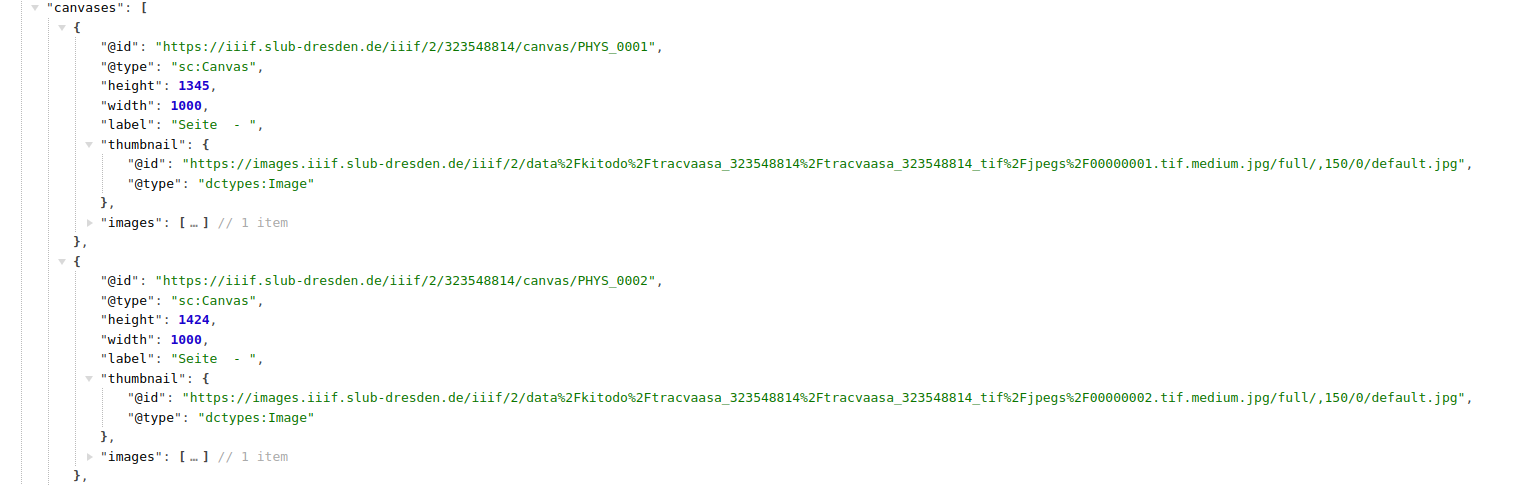 "canvases": [
{
"@id": "https://iiif.slub-dresden.de/iiif/2/323548814/canvas/PHYS_0001",
"@type": "sc:Canvas",
"height": 1345,
"width": 1000,
"label": "Seite  - ",
"thumbnail": {
"@id": "https://images.iiif.slub-dresden.de/iiif/2/data%2Fkitodo%2Ftracvaasa_323548814%2Ftracvaasa_323548814_tif%2Fjpegs%2F00000001.tif.medium.jpg/full/,150/0/default.jpg",
"@type": "dctypes:Image"
},
"images": [ … ] // 1 item
},
{
"@id": "https://iiif.slub-dresden.de/iiif/2/323548814/canvas/PHYS_0002",
"@type": "sc:Canvas",
"height": 1424,
"width": 1000,
"label": "Seite  - ",
"thumbnail": {
"@id": "https://images.iiif.slub-dresden.de/iiif/2/data%2Fkitodo%2Ftracvaasa_323548814%2Ftracvaasa_323548814_tif%2Fjpegs%2F00000002.tif.medium.jpg/full/,150/0/default.jpg",
"@type": "dctypes:Image"
},
"images": [ … ] // 1 item
},